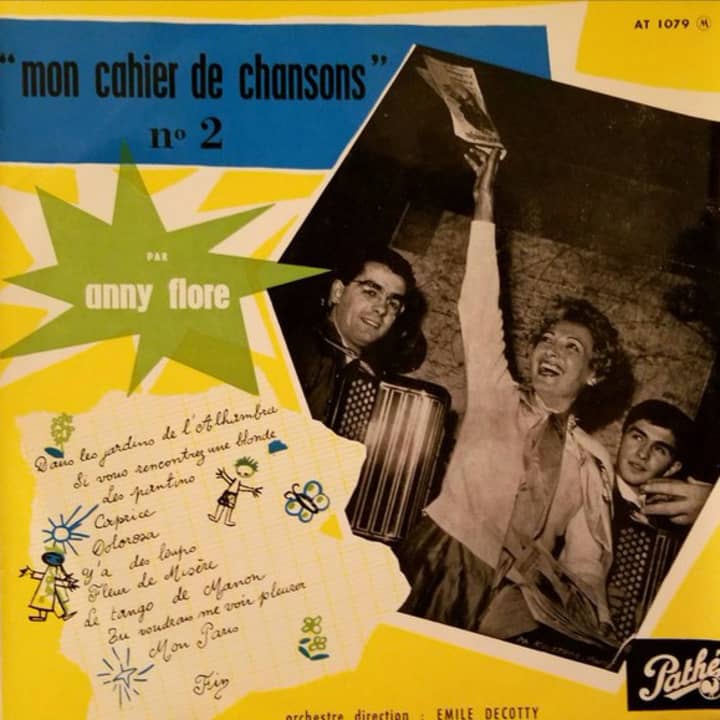 AT 1079 M
"mon cahier de chansons"
nº 2
PAR
anny flore
Dans les jardins de l'Alhambra
Si vous rencontrez une blonde
Les pantins
Caprice
Dolorosa
Y'a des loups
Fleur de Misère
Le tango de Manon
Tu voudrais me voir pleurer
Mon Paris
Fin
orchestre direction : EMILE DECOTTY
Pathé